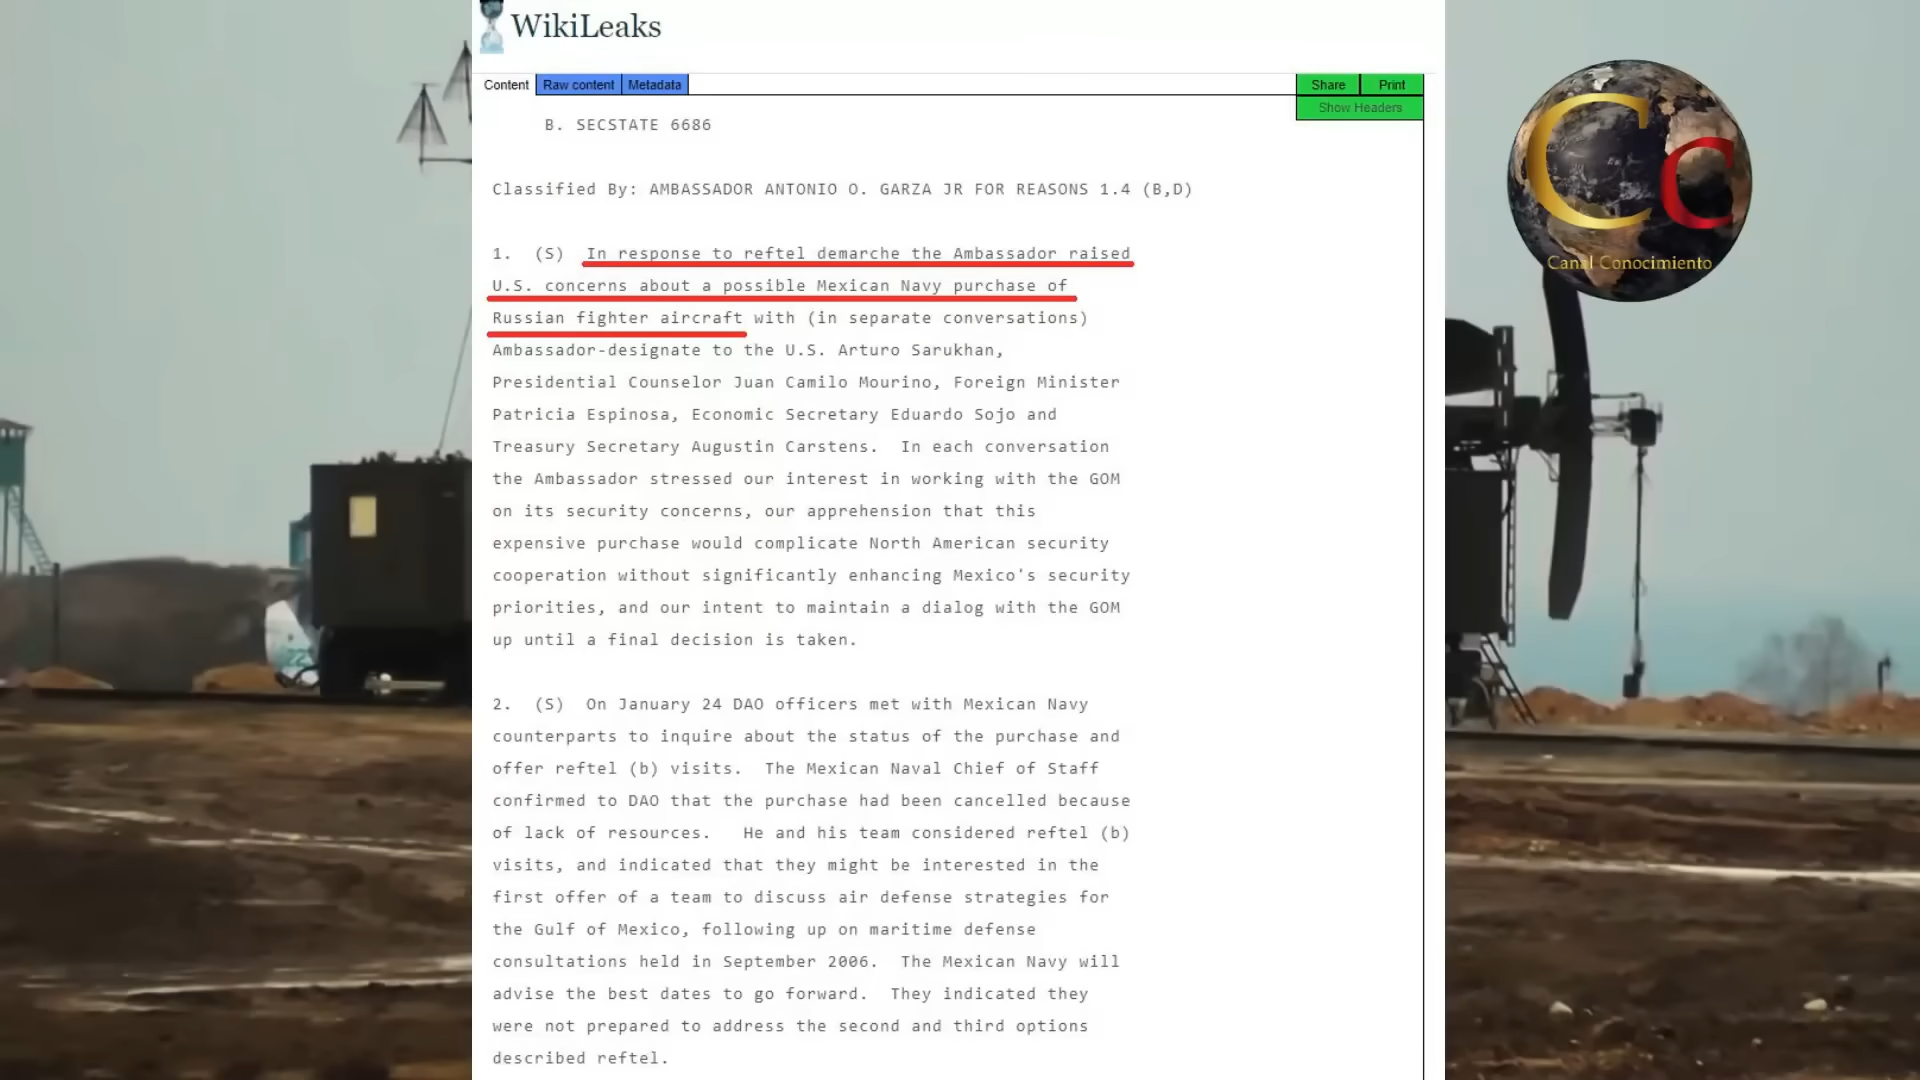 WikiLeaks
Content Raw content Metadata Share Print
Show Headers
B. SECSTATE 6686
Classified By: AMBASSADOR ANTONIO O. GARZA JR FOR REASONS 1.4 (B,D)
1. (S) In response to reftel demarche the Ambassador raised
U.S. concerns about a possible Mexican Navy purchase of
Russian fighter aircraft with (in separate conversations)
Ambassador-designate to the U.S. Arturo Sarukhan,
Presidential Counselor Juan Camilo Mourino, Foreign Minister
Patricia Espinosa, Economic Secretary Eduardo Sojo and
Treasury Secretary Augustin Carstens. In each conversation
the Ambassador stressed our interest in working with the GOM
on its security concerns, our apprehension that this
expensive purchase would complicate North American security
cooperation without significantly enhancing Mexico's security
priorities, and our intent to maintain a dialog with the GOM
up until a final decision is taken.
2. (S) On January 24 DAO officers met with Mexican Navy
counterparts to inquire about the status of the purchase and
offer reftel (b) visits. The Mexican Naval Chief of Staff
confirmed to DAO that the purchase had been cancelled because
of lack of resources. He and his team considered reftel (b)
visits, and indicated that they might be interested in the
first offer of a team to discuss air defense strategies for
the Gulf of Mexico, following up on maritime defense
consultations held in September 2006. The Mexican Navy will
advise the best dates to go forward. They indicated they
were not prepared to address the second and third options
described reftel.
Cc
Canal Conocimiento